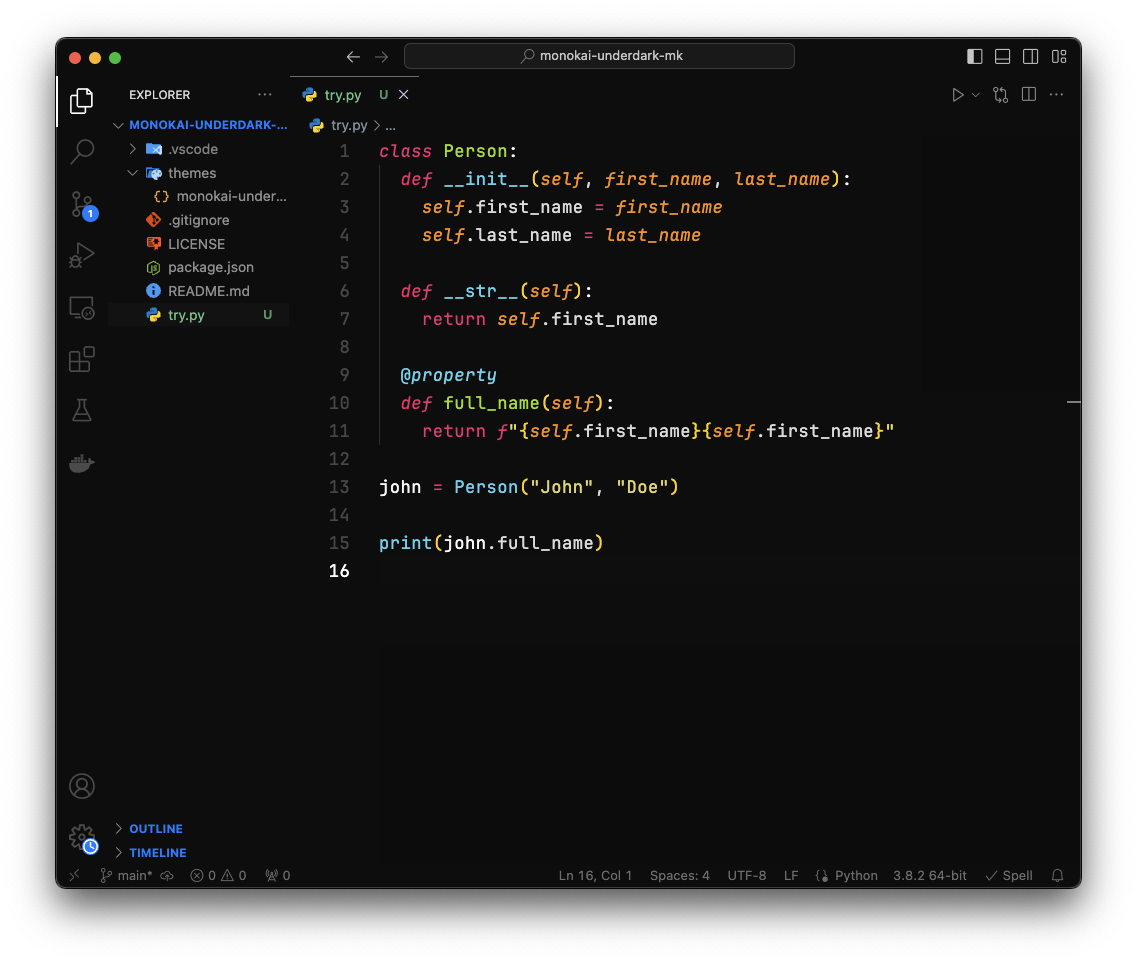 monokai-underdark-mk
EXPLORER
MONOKAI-UNDERDARK-...
.vscode
themes
{} monokai-under...
.gitignore
LICENSE
package.json
README.md
try.py U
1
OUTLINE
TIMELINE
try.py U
try.py > ...
1 class Person:
2   def __init__(self, first_name, last_name):
3     self.first_name = first_name
4     self.last_name = last_name
5
6   def __str__(self):
7     return self.first_name
8
9   @property
10   def full_name(self):
11     return f"{self.first_name}{self.first_name}"
12
13 john = Person("John", "Doe")
14
15 print(john.full_name)
16
main* 0 0 0 Ln 16, Col 1 Spaces: 4 UTF-8 LF Python 3.8.2 64-bit Spell